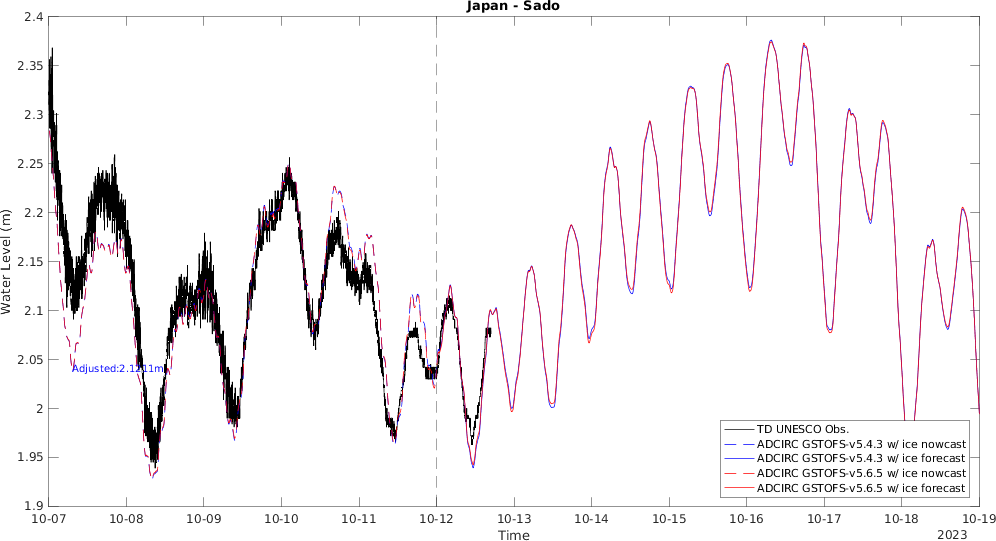 Japan - Sado
2.4
2.35
2.3
2.25
2.2
2.15
2.1
2.05
2
1.95
1.9
Water Level (m)
Adjusted:2.1211m
TD UNESCO Obs.
ADCIRC GSTOFS-v5.4.3 w/ ice nowcast
ADCIRC GSTOFS-v5.4.3 w/ ice forecast
ADCIRC GSTOFS-v5.6.5 w/ ice nowcast
ADCIRC GSTOFS-v5.6.5 w/ ice forecast
10-07 10-08 10-09 10-10 10-11 10-12 10-13 10-14 10-15 10-16 10-17 10-18 10-19
Time
2023